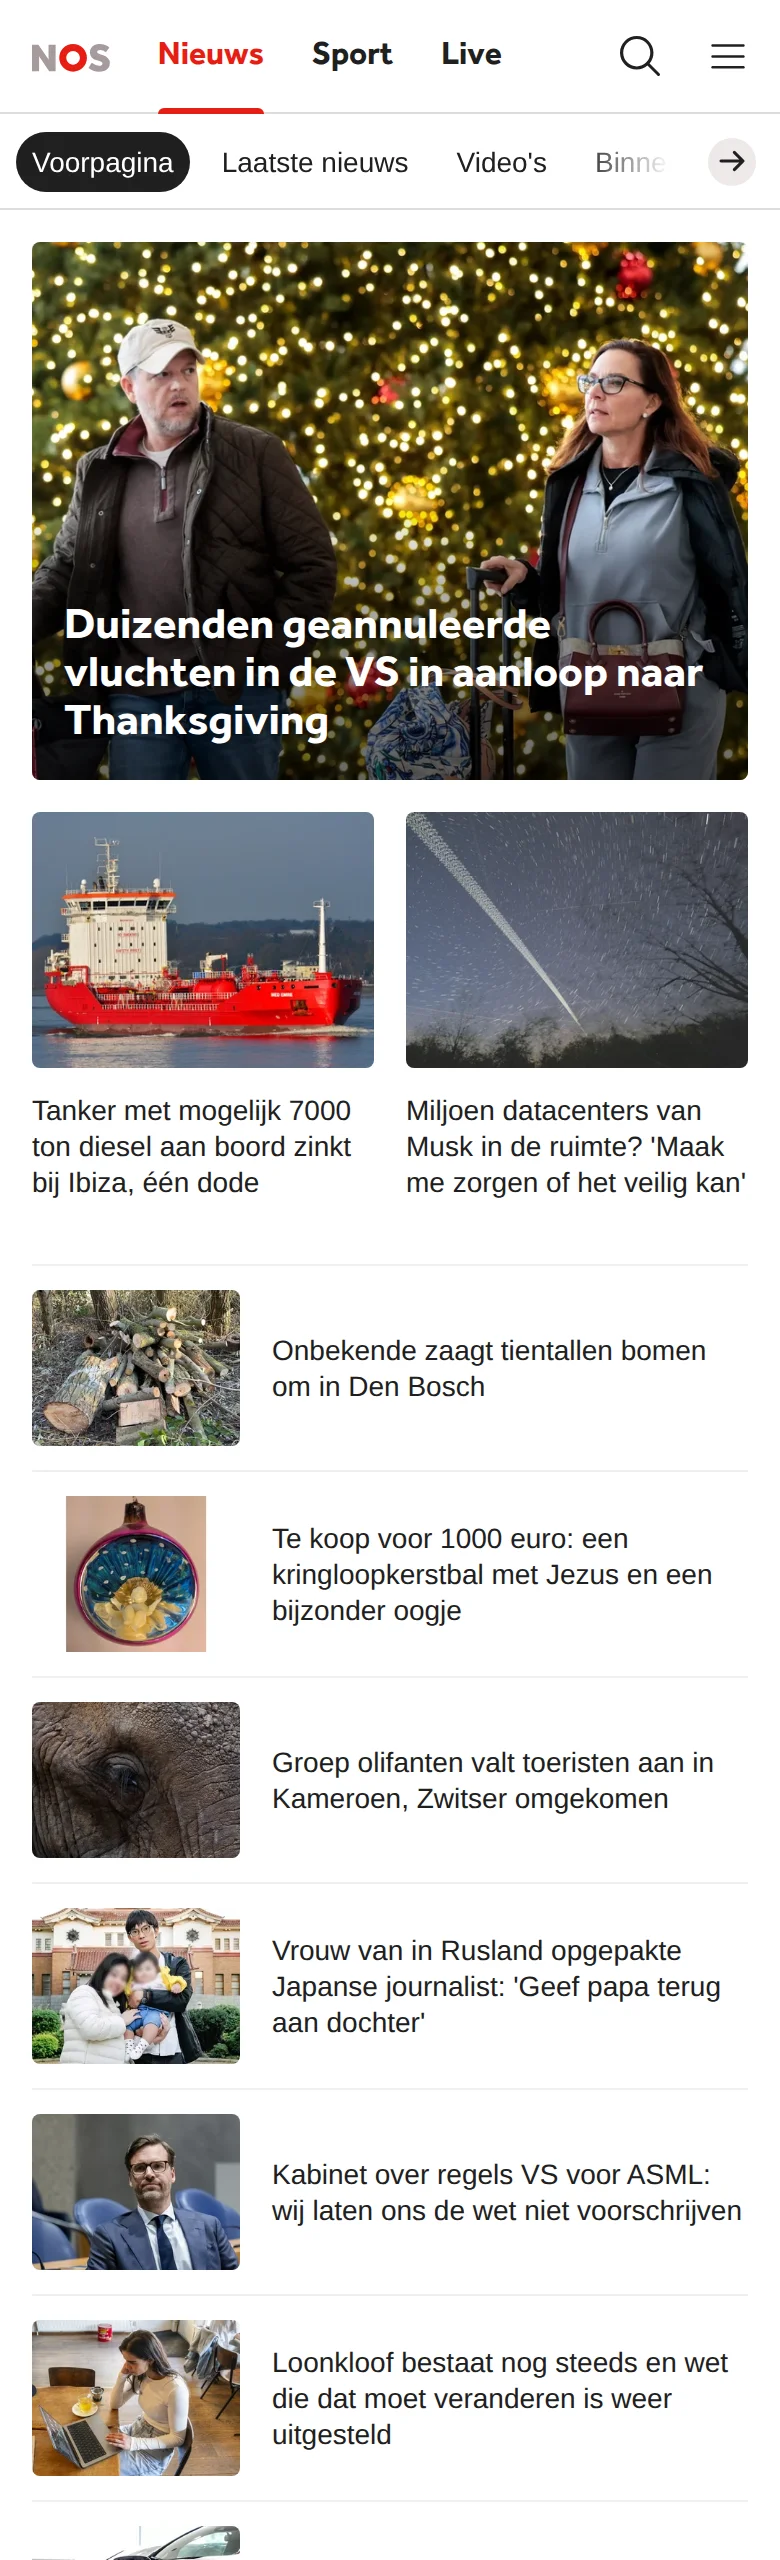 NOS Nieuws Sport Live
Voorpagina Laatste nieuws Video's Binne
Duizenden geannuleerde
vluchten in de VS in aanloop naar
Thanksgiving
Tanker met mogelijk 7000
ton diesel aan boord zinkt
bij Ibiza, één dode
Miljoen datacenters van
Musk in de ruimte? 'Maak
me zorgen of het veilig kan'
Onbekende zaagt tientallen bomen
om in Den Bosch
Te koop voor 1000 euro: een
kringloopkerstbal met Jezus en een
bijzonder oogje
Groep olifanten valt toeristen aan in
Kameroen, Zwitser omgekomen
Vrouw van in Rusland opgepakte
Japanse journalist: 'Geef papa terug
aan dochter'
Kabinet over regels VS voor ASML:
wij laten ons de wet niet voorschrijven
Loonkloof bestaat nog steeds en wet
die dat moet veranderen is weer
uitgesteld